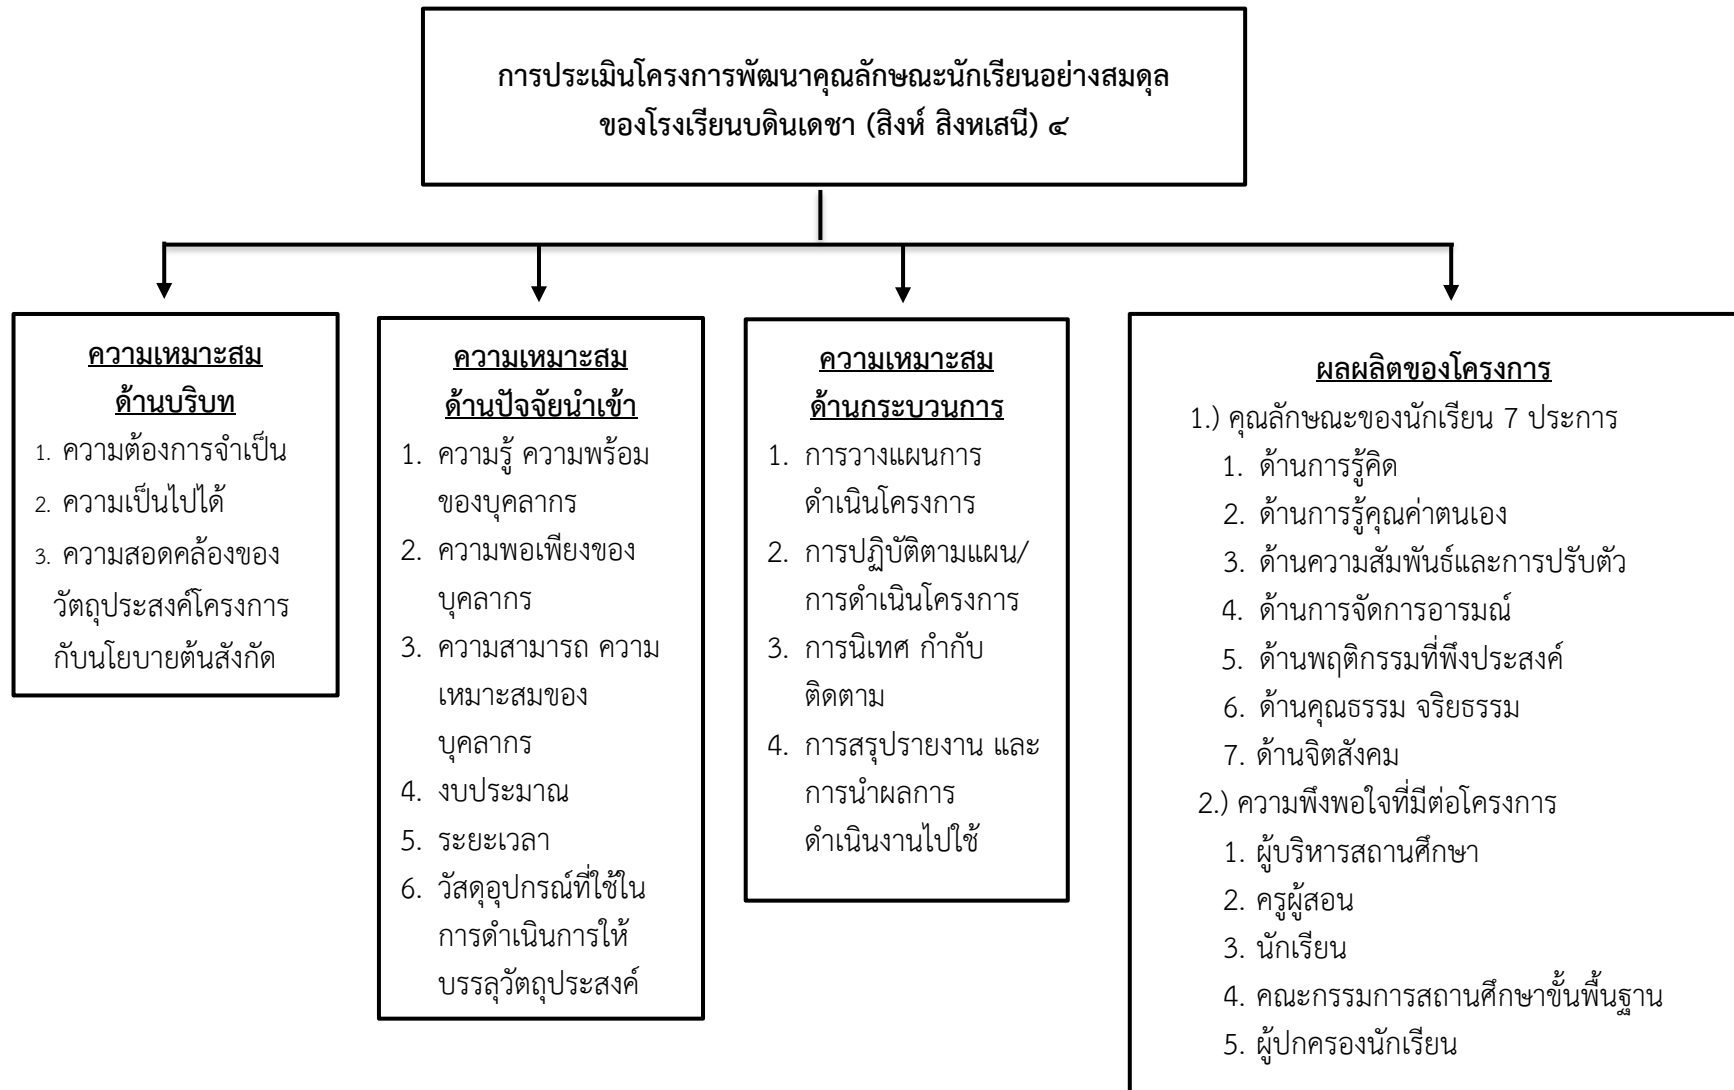 การประเมินโครงการพัฒนาคุณลักษณะนักเรียนอย่างสมดุล
ของโรงเรียนบดินเดชา (สิงห์ สิงหเสนี) ๔
ความเหมาะสม
ด้านบริบท
1. ความต้องการจำเป็น
2. ความเป็นไปได้
3. ความสอดคล้องของ
วัตถุประสงค์โครงการ
กับนโยบายต้นสังกัด
ความเหมาะสม
ด้านปัจจัยนำเข้า
1. ความรู้ ความพร้อม
ของบุคลากร
2. ความพอเพียงของ
บุคลากร
3. ความสามารถ ความ
เหมาะสมของ
บุคลากร
4. งบประมาณ
5. ระยะเวลา
6. วัสดุอุปกรณ์ที่ใช้ใน
การดำเนินการให้
บรรลุวัตถุประสงค์
ความเหมาะสม
ด้านกระบวนการ
1. การวางแผนการ
ดำเนินโครงการ
2. การปฏิบัติตามแผน/
การดำเนินโครงการ
3. การนิเทศ กำกับ
ติดตาม
4. การสรุปรายงาน และ
การนำผลการ
ดำเนินงานไปใช้
ผลผลิตของโครงการ
1.) คุณลักษณะของนักเรียน 7 ประการ
1. ด้านการรู้คิด
2. ด้านการรู้คุณค่าตนเอง
3. ด้านความสัมพันธ์และการปรับตัว
4. ด้านการจัดการอารมณ์
5. ด้านพฤติกรรมที่พึงประสงค์
6. ด้านคุณธรรม จริยธรรม
7. ด้านจิตสังคม
2.) ความพึงพอใจที่มีต่อโครงการ
1. ผู้บริหารสถานศึกษา
2. ครูผู้สอน
3. นักเรียน
4. คณะกรรมการสถานศึกษาขั้นพื้นฐาน
5. ผู้ปกครองนักเรียน